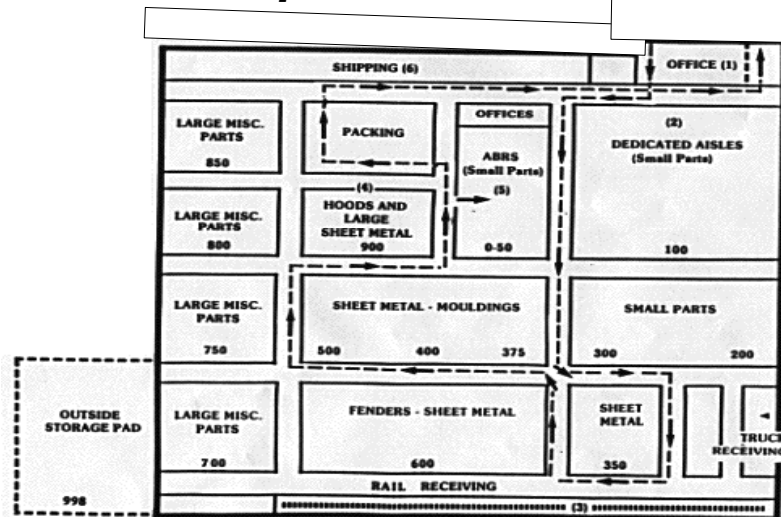 SHIPPING (6)
OFFICE (1)
LARGE MISC.
PARTS
850
PACKING
OFFICES
ABRS
(Small Parts)
(5)
0-50
(2)
DEDICATED AISLES
(Small Parts)
100
LARGE MISC.
PARTS
800
(4)
HOODS AND
LARGE
SHEET METAL
900
LARGE MISC.
PARTS
750
SHEET METAL - MOULDINGS
500 400 375
SMALL PARTS
300 200
OUTSIDE
STORAGE PAD
998
LARGE MISC.
PARTS
700
FENDERS - SHEET METAL
600
SHEET
METAL
350
TRUCK
RECEIVING
RAIL RECEIVING
(3)